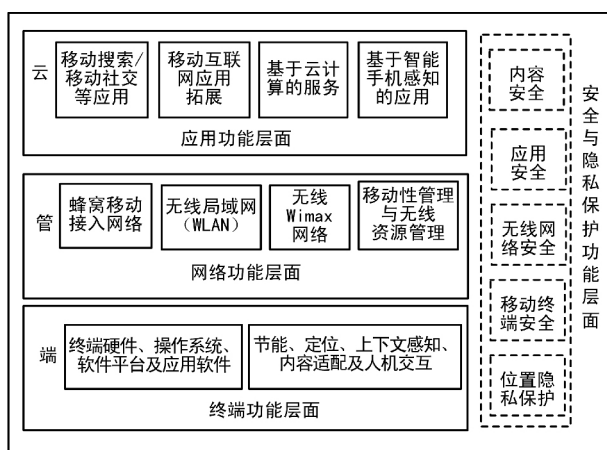 云
移动搜索/
移动社交
等应用
移动互联
网应用
拓展
基于云计
算的服务
基于智能
手机感知
的应用
应用功能层面
管
蜂窝移动
接入网络
无线局域网
(WLAN)
无线
Wimax
网络
移动性管理
与无线
资源管理
网络功能层面
端
终端硬件、操作系统、
软件平台及应用软件
节能、定位、上下文感知、
内容适配及人机交互
终端功能层面
内容
安全
应用
安全
无线网
络安全
移动终
端安全
位置隐
私保护
安全与隐私保护功能层面